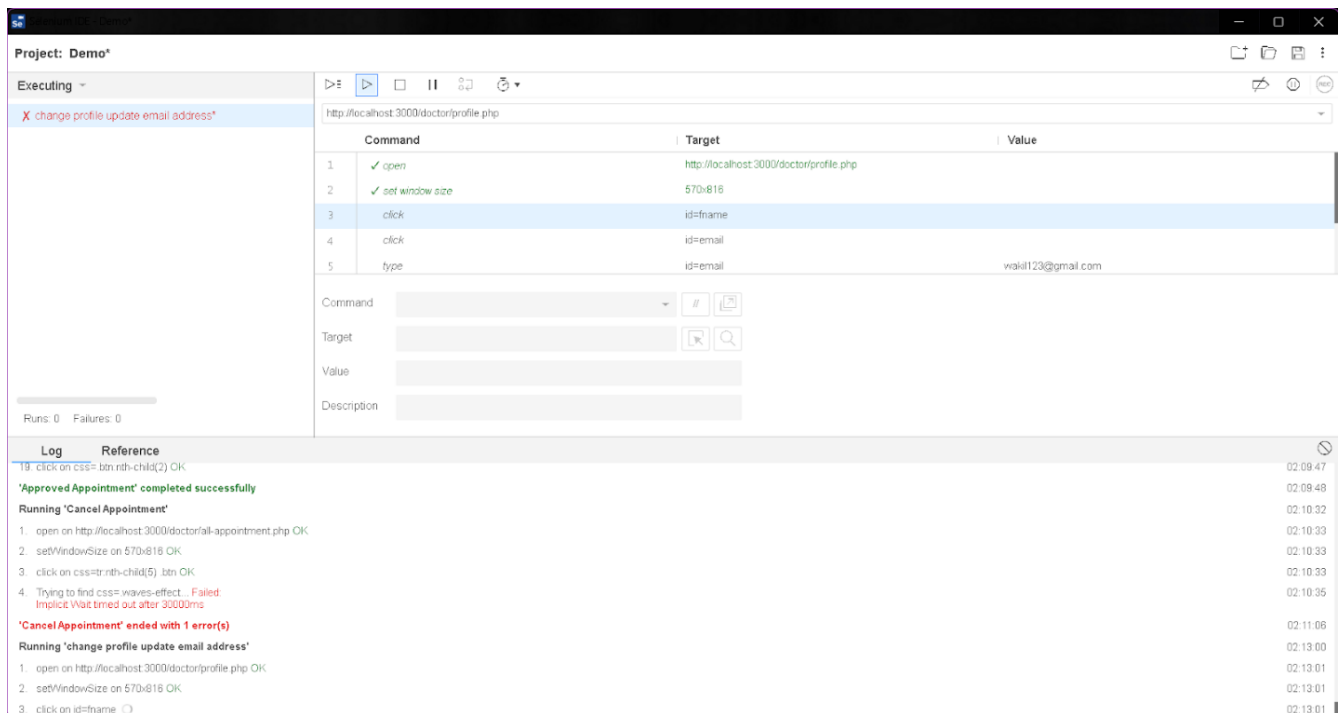 Se Selenium IDE - Demo*
Project: Demo*
Executing
REC
X change profile update email address*
http://localhost:3000/doctor/profile.php
Command Target Value
1 ✓ open http://localhost:3000/doctor/profile.php
2 ✓ set window size 570x816
3 click id=fname
4 click id=email
5 type id=email wakil123@gmail.com
Command //
Target
Value
Description
Runs: 0 Failures: 0
Log Reference
19. click on css=.btn:nth-child(2) OK 02:09:47
'Approved Appointment' completed successfully 02:09:48
Running 'Cancel Appointment' 02:10:32
1. open on http://localhost:3000/doctor/all-appointment.php OK 02:10:33
2. setWindowSize on 570x816 OK 02:10:33
3. click on css=tr:nth-child(5) .btn OK 02:10:33
4. Trying to find css=.waves-effect... Failed: 02:10:35
Implicit Wait timed out after 30000ms
'Cancel Appointment' ended with 1 error(s) 02:11:06
Running 'change profile update email address' 02:13:00
1. open on http://localhost:3000/doctor/profile.php OK 02:13:01
2. setWindowSize on 570x816 OK 02:13:01
3. click on id=fname 02:13:01